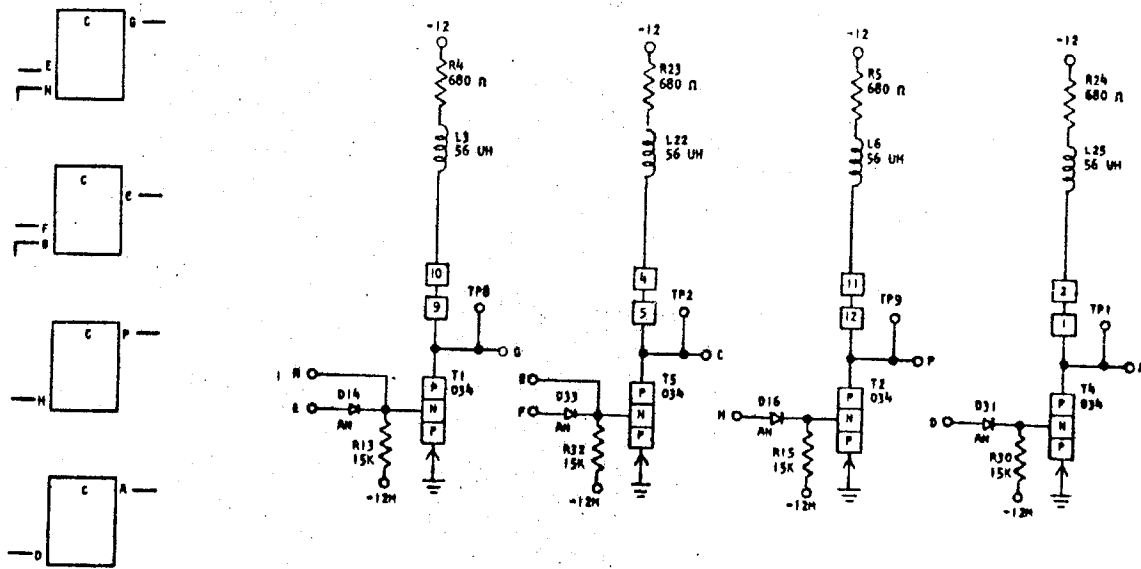 C
G
E
N
C
C
F
B
C
P
H
C
A
D
-12
R4
680 Ω
L3
56 UH
10
9
TP8
G
T1
034
P
N
P
N
E
D14
AN
R13
15K
-12M
-12
R23
680 Ω
L22
56 UH
4
5
TP2
C
T5
034
P
N
P
B
F
D33
AN
R32
15K
-12M
-12
R5
680 Ω
L6
56 UH
11
12
TP9
P
T2
034
P
N
P
H
D16
AN
R15
15K
-12M
-12
R24
680 Ω
L25
56 UH
2
1
TP1
A
T4
034
P
N
P
D
D31
AN
R30
15K
-12M